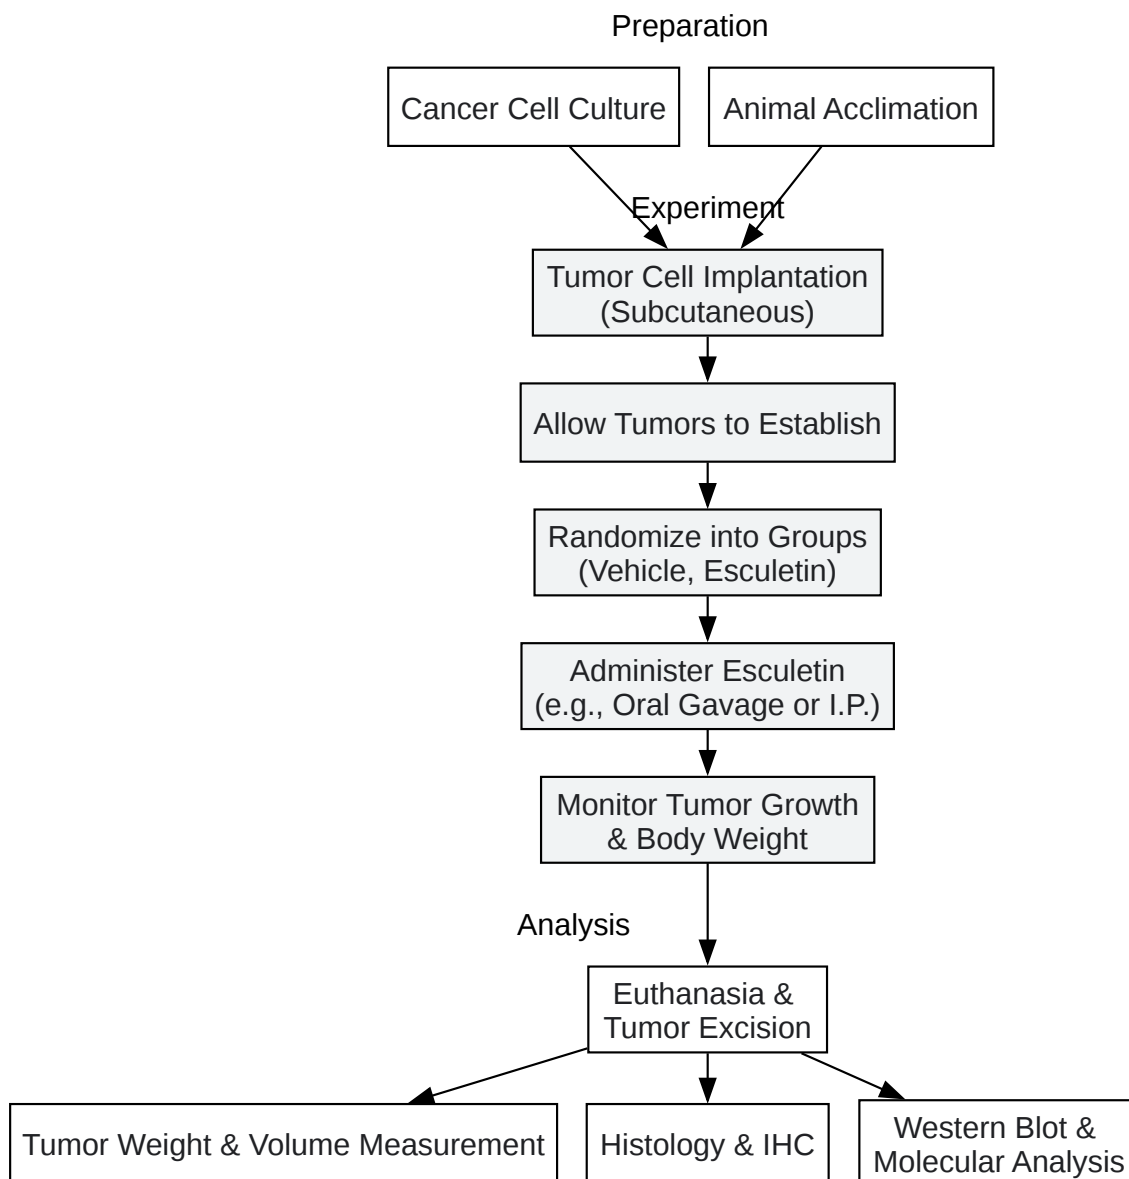 Preparation
Cancer Cell Culture
Animal Acclimation
Experiment
Tumor Cell Implantation
(Subcutaneous)
Allow Tumors to Establish
Randomize into Groups
(Vehicle, Esculetin)
Administer Esculetin
(e.g., Oral Gavage or I.P.)
Monitor Tumor Growth
& Body Weight
Analysis
Euthanasia &
Tumor Excision
Tumor Weight & Volume Measurement
Histology & IHC
Western Blot &
Molecular Analysis